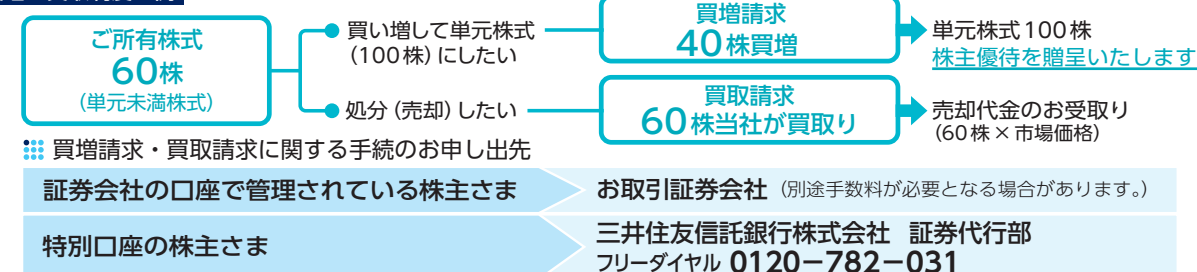 ご所有株式
60株
(単元未満株式)
買い増して単元株式
(100株)にしたい
買増請求
40株買増
単元株式100株
株主優待を贈呈いたします
処分(売却)したい
買取請求
60株当社が買取り
売却代金のお受取り
(60株×市場価格)
買増請求・買取請求に関する手続のお申し出先
証券会社の口座で管理されている株主さま
お取引証券会社(別途手数料が必要となる場合があります。)
特別口座の株主さま
三井住友信託銀行株式会社 証券代行部
フリーダイヤル 0120-782-031